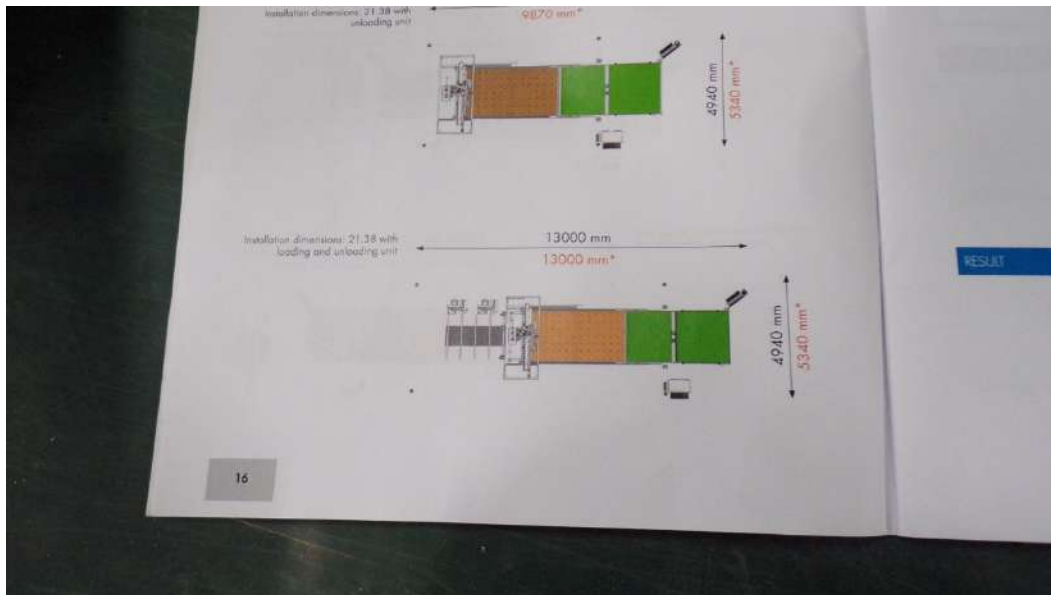 Installation dimensions: 21.38 with
unloading unit
9870 mm*
4940 mm
5340 mm*
Installation dimensions: 21.38 with
loading and unloading unit
13000 mm
13000 mm*
4940 mm
5340 mm*
16
RESULT